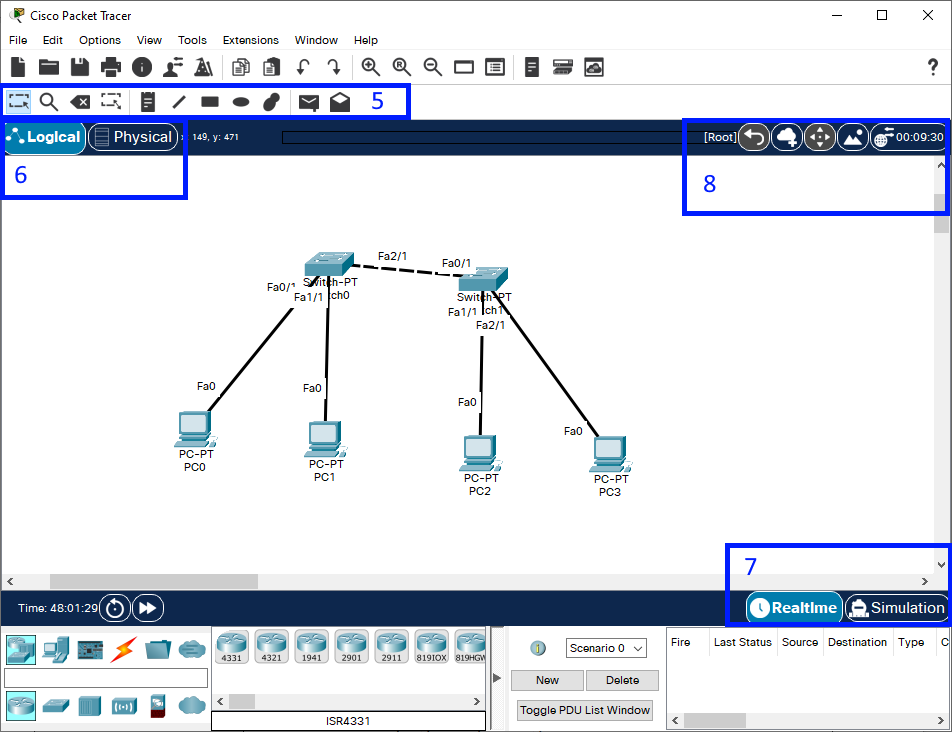 Cisco Packet Tracer
File Edit Options View Tools Extensions Window Help
?
5
Logical Physical x: 149, y: 471 [Root] 00:09:30
6
8
Fa2/1
Fa0/1
Switch-PT
Fa0/1
ch0
Fa1/1
Switch-PT
ch1
Fa1/1
Fa2/1
Fa0
Fa0
Fa0
Fa0
PC-PT
PC0
PC-PT
PC1
PC-PT
PC2
PC-PT
PC3
7
Time: 48:01:29 Realtime Simulation
4331 4321 1941 2901 2911 819IOX 819HGW
ISR4331
Scenario 0
New Delete
Toggle PDU List Window
Fire Last Status Source Destination Type C